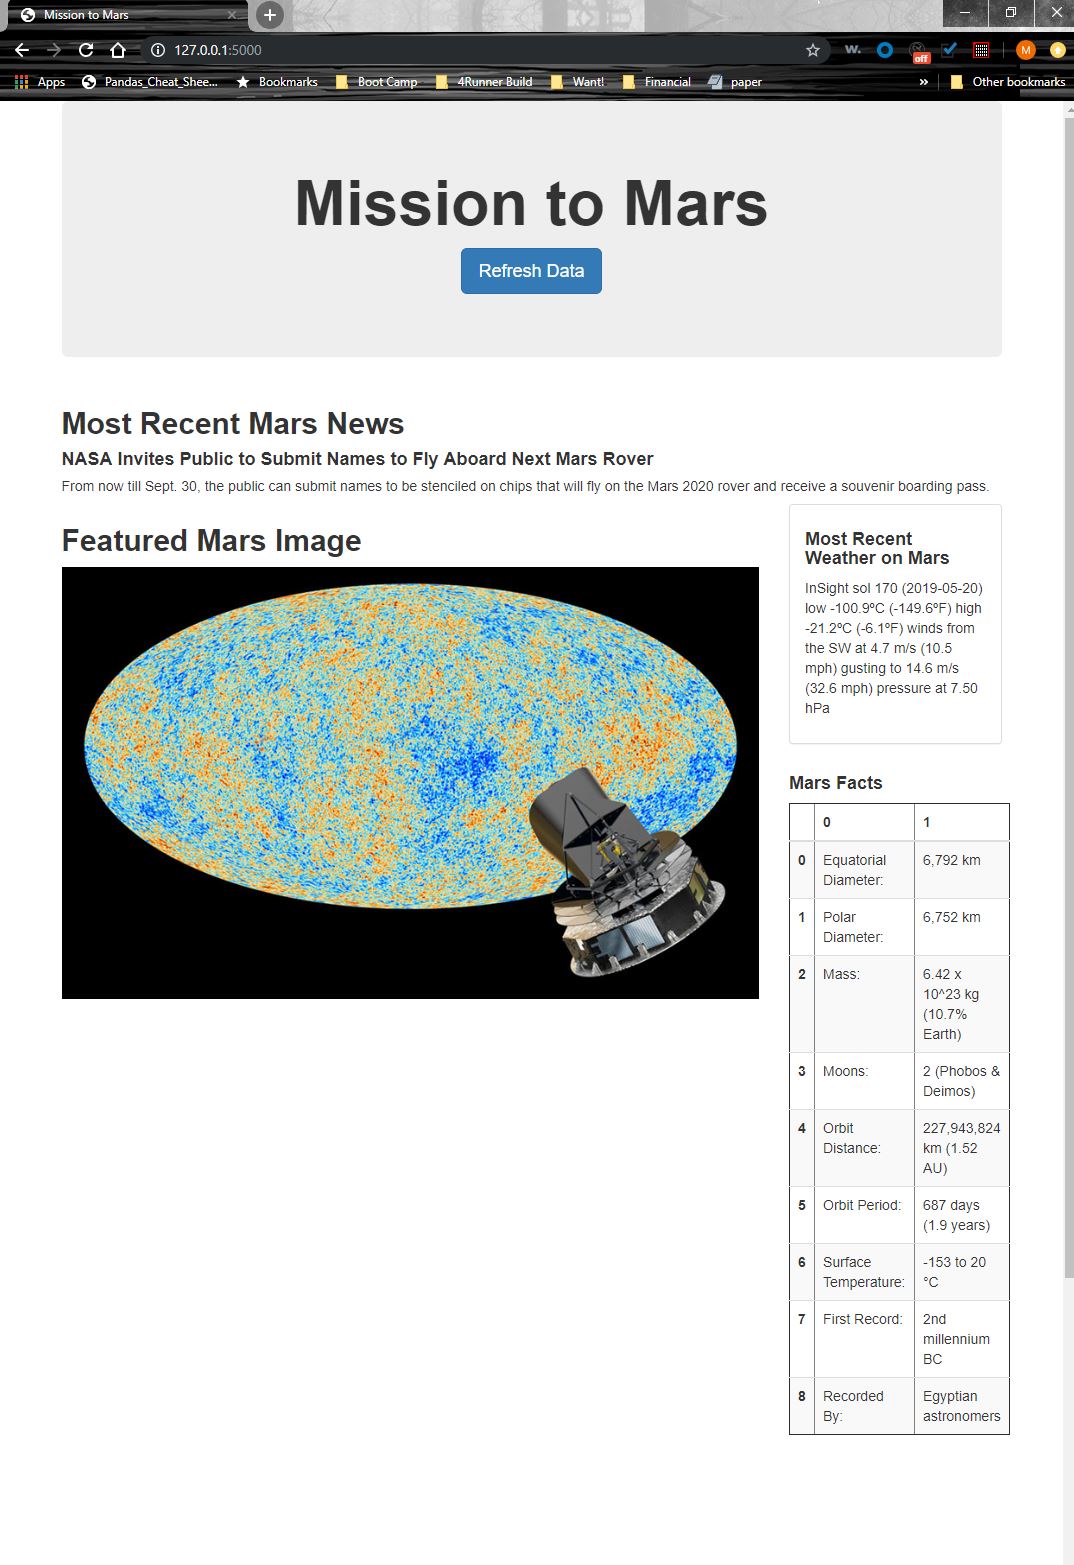 Mission to Mars
127.0.0.1:5000
w.
off
M
Apps
Pandas_Cheat_Shee...
Bookmarks
Boot Camp
4Runner Build
Want!
Financial
paper
»
Other bookmarks
Mission to Mars
Refresh Data
Most Recent Mars News
NASA Invites Public to Submit Names to Fly Aboard Next Mars Rover
From now till Sept. 30, the public can submit names to be stenciled on chips that will fly on the Mars 2020 rover and receive a souvenir boarding pass.
Featured Mars Image
Most Recent
Weather on Mars
InSight sol 170 (2019-05-20)
low -100.9ºC (-149.6ºF) high
-21.2ºC (-6.1ºF) winds from
the SW at 4.7 m/s (10.5
mph) gusting to 14.6 m/s
(32.6 mph) pressure at 7.50
hPa
Mars Facts
0 1
0 Equatorial Diameter: 6,792 km
1 Polar Diameter: 6,752 km
2 Mass: 6.42 x
10^23 kg
(10.7%
Earth)
3 Moons: 2 (Phobos &
Deimos)
4 Orbit Distance: 227,943,824
km (1.52
AU)
5 Orbit Period: 687 days
(1.9 years)
6 Surface Temperature: -153 to 20
°C
7 First Record: 2nd
millennium
BC
8 Recorded By: Egyptian
astronomers